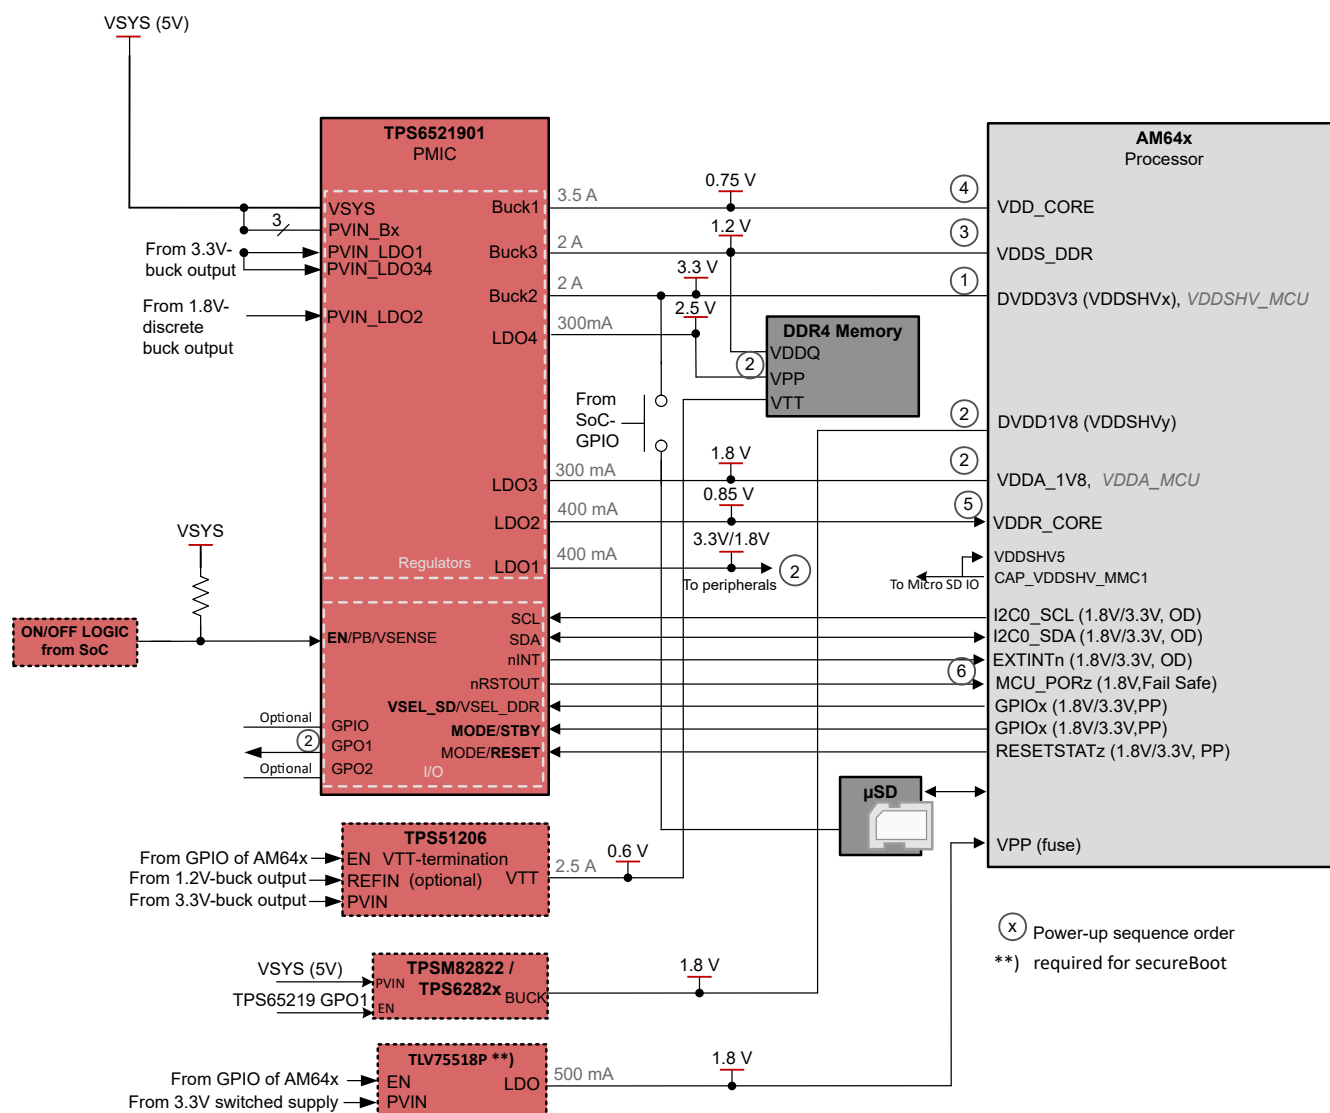 VSYS (5V)
TPS6521901
PMIC
VSYS
3
PVIN_Bx
From 3.3V-
buck output
PVIN_LDO1
PVIN_LDO34
From 1.8V-
discrete
buck output
PVIN_LDO2
Buck1
Buck3
Buck2
LDO4
LDO3
LDO2
LDO1
Regulators
3.5 A
2 A
2 A
300mA
300 mA
400 mA
400 mA
0.75 V
1.2 V
3.3 V
2.5 V
1.8 V
0.85 V
3.3V/1.8V
To peripherals
2
From
SoC-
GPIO
DDR4 Memory
VDDQ
2
VPP
VTT
AM64x
Processor
4
VDD_CORE
3
VDDS_DDR
1
DVDD3V3 (VDDSHVx), VDDSHV_MCU
2
DVDD1V8 (VDDSHVy)
2
VDDA_1V8, VDDA_MCU
5
VDDR_CORE
VDDSHV5
To Micro SD IO
CAP_VDDSHV_MMC1
I2C0_SCL (1.8V/3.3V, OD)
I2C0_SDA (1.8V/3.3V, OD)
EXTINTn (1.8V/3.3V, OD)
6
MCU_PORz (1.8V,Fail Safe)
GPIOx (1.8V/3.3V,PP)
GPIOx (1.8V/3.3V,PP)
RESETSTATz (1.8V/3.3V, PP)
VPP (fuse)
VSYS
ON/OFF LOGIC
from SoC
EN/PB/VSENSE
SCL
SDA
nINT
nRSTOUT
VSEL_SD/VSEL_DDR
MODE/STBY
MODE/RESET
Optional
GPIO
2
GPO1
Optional
GPO2
I/O
µSD
TPS51206
From GPIO of AM64x
EN VTT-termination
From 1.2V-buck output
REFIN (optional)
VTT
From 3.3V-buck output
PVIN
2.5 A
0.6 V
TPSM82822 /
TPS6282x
VSYS (5V)
PVIN
TPS65219 GPO1
EN
BUCK
1.8 V
TLV75518P **)
From GPIO of AM64x
EN
LDO
500 mA
1.8 V
From 3.3V switched supply
PVIN
x Power-up sequence order
**) required for secureBoot